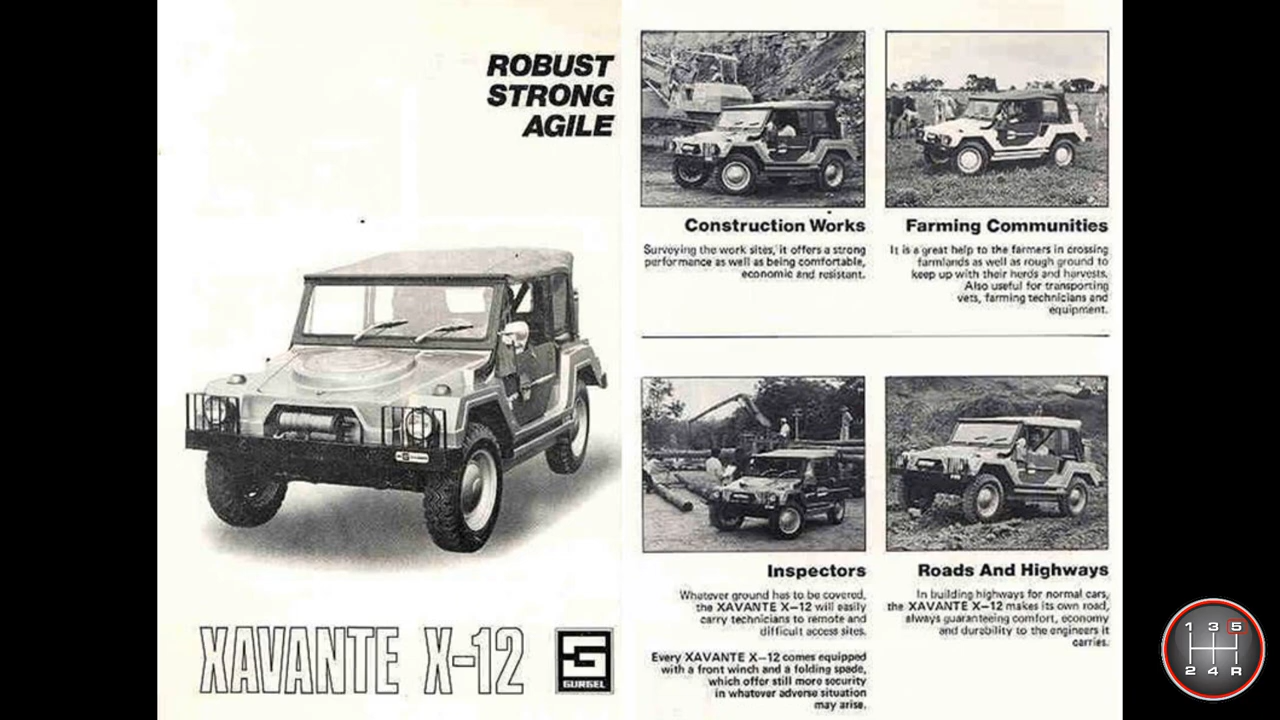 ROBUST
STRONG
AGILE
XAVANTE X-12
GURGEL
Construction Works
Surveying the work sites, it offers a strong
performance as well as being comfortable,
economic and resistant.
Farming Communities
It is a great help to the farmers in crossing
farmlands as well as rough ground to
keep up with their herds and harvests.
Also useful for transporting
vets, farming technicians and
equipment.
Inspectors
Whatever ground has to be covered,
the XAVANTE X-12 will easily
carry technicians to remote and
difficult access sites.
Every XAVANTE X-12 comes equipped
with a front winch and a folding spade,
which offer still more security
in whatever adverse situation
may arise.
Roads And Highways
In building highways for normal cars,
the XAVANTE X-12 makes its own road,
always guaranteeing comfort, economy
and durability to the engineers it
carries.
1 3 5
2 4 R